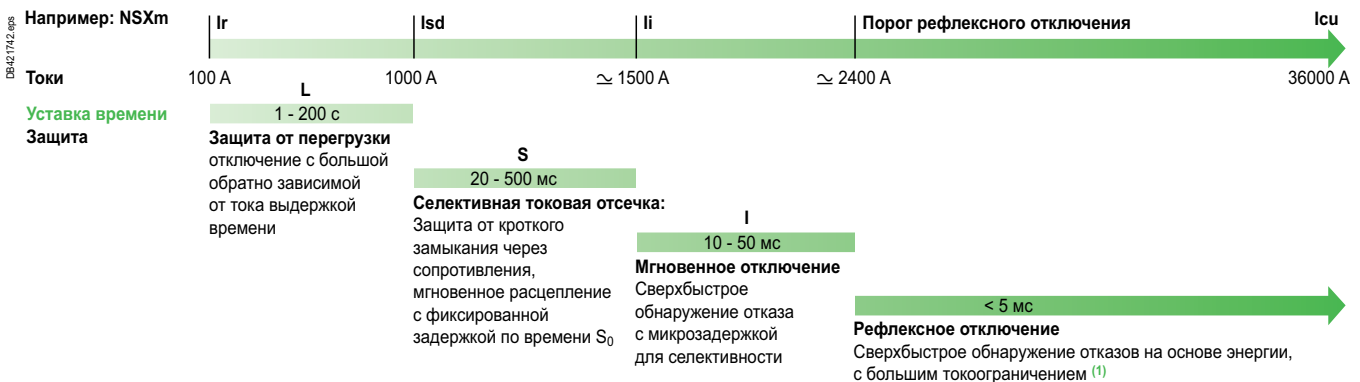 DB421742.eps
Например: NSXm
Ir
Isd
Ii
Порог рефлексного отключения
Icu
Токи
100 A
1000 A
≃ 1500 A
≃ 2400 A
36000 A
Уставка времени
L
1 - 200 с
Защита
Защита от перегрузки
отключение с большой
обратно зависимой
от тока выдержкой
времени
S
20 - 500 мс
Селективная токовая отсечка:
Защита от кроткого
замыкания через
сопротивления,
мгновенное расцепление
с фиксированной
задержкой по времени S₀
I
10 - 50 мс
Мгновенное отключение
Сверхбыстрое
обнаружение отказа
с микрозадержкой
для селективности
< 5 мс
Рефлексное отключение
Сверхбыстрое обнаружение отказов на основе энергии,
с большим токоограничением (1)